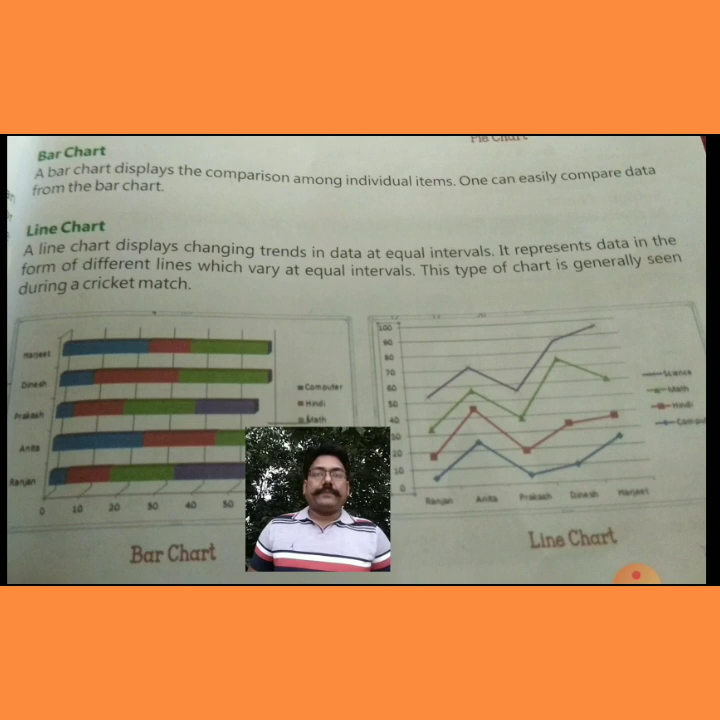 Pie Chart
Bar Chart
A bar chart displays the comparison among individual items. One can easily compare data
from the bar chart.
Line Chart
A line chart displays changing trends in data at equal intervals. It represents data in the
form of different lines which vary at equal intervals. This type of chart is generally seen
during a cricket match.
Manjeet
Dinesh
Prakash
Anita
Ranjan
0 10 20 30 40 50
Computer
Hindi
Math
Bar Chart
100
90
80
70
60
50
40
30
20
10
0
Ranjan Anita Prakash Dinesh Manjeet
Science
Math
Hindi
Line Chart